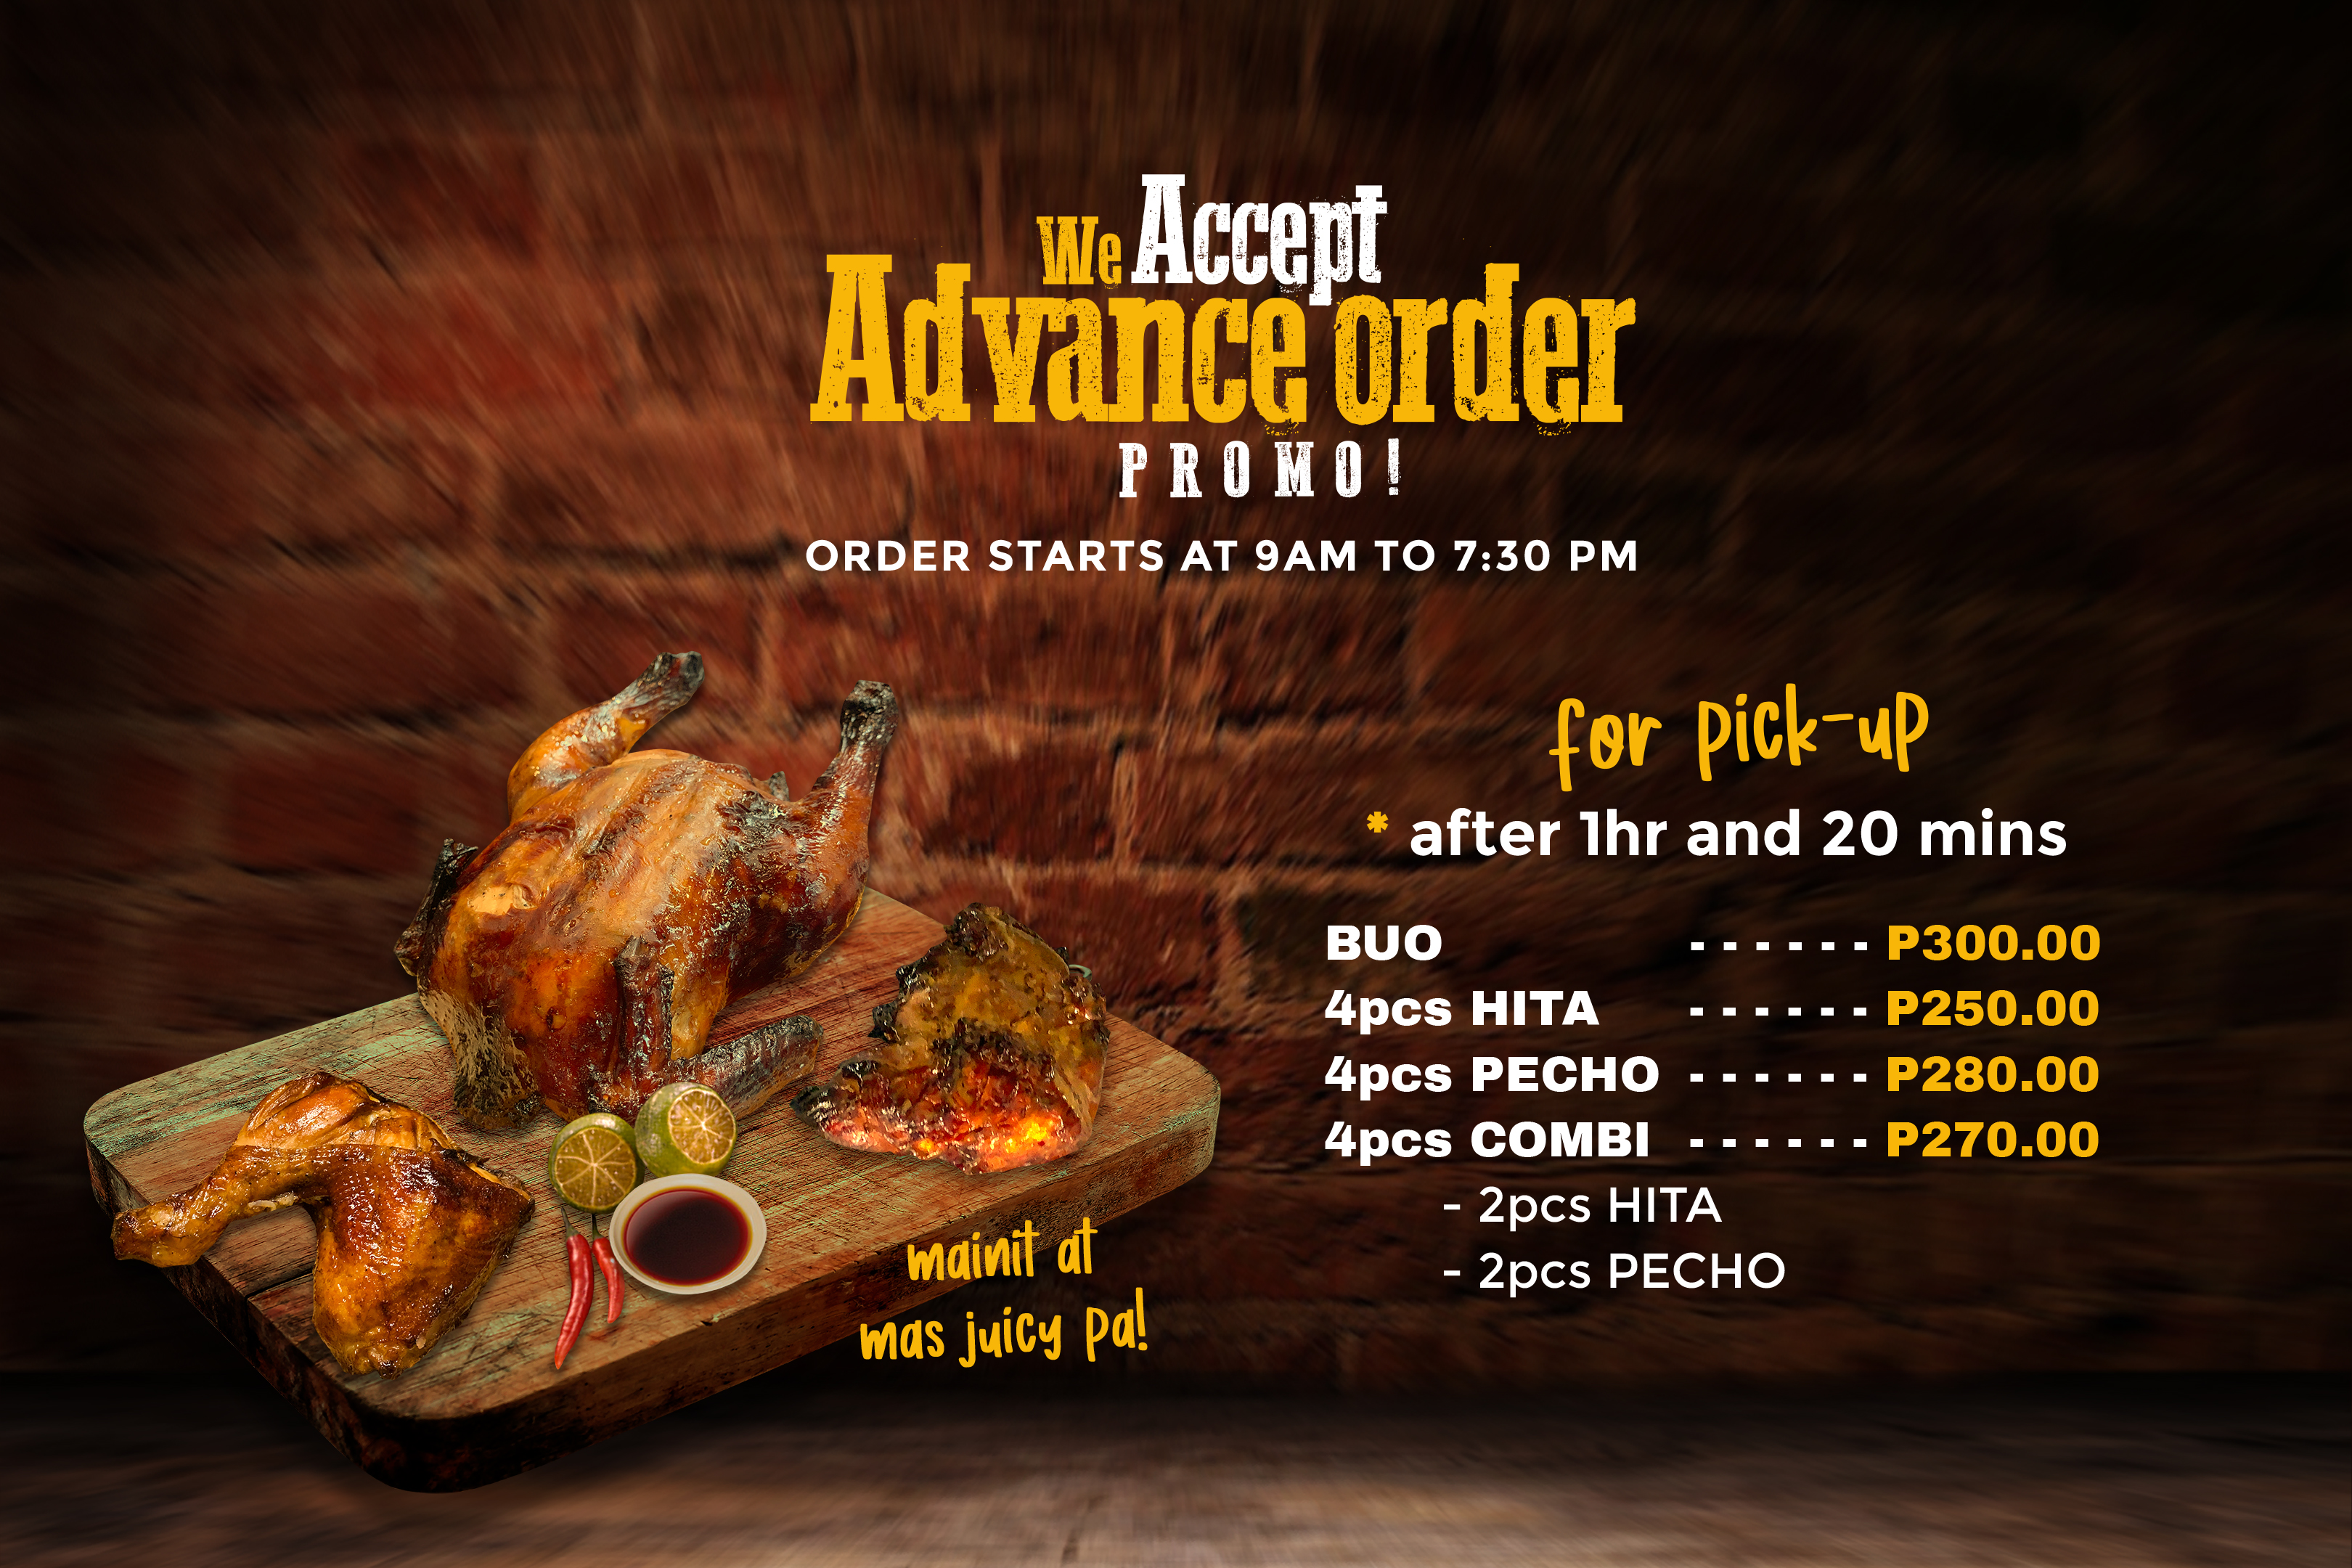 We Accept
Advance order
PROMO!
ORDER STARTS AT 9AM TO 7:30 PM
for pick-up
* after 1hr and 20 mins
BUO ------ P300.00
4pcs HITA ------ P250.00
4pcs PECHO ------ P280.00
4pcs COMBI ------ P270.00
- 2pcs HITA
- 2pcs PECHO
mainit at
mas juicy pa!